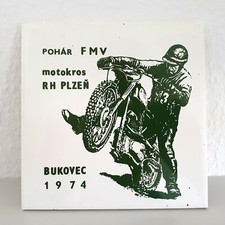 POHÁR FMV
motokros
RH PLZEŇ
BUKOVEC
1974